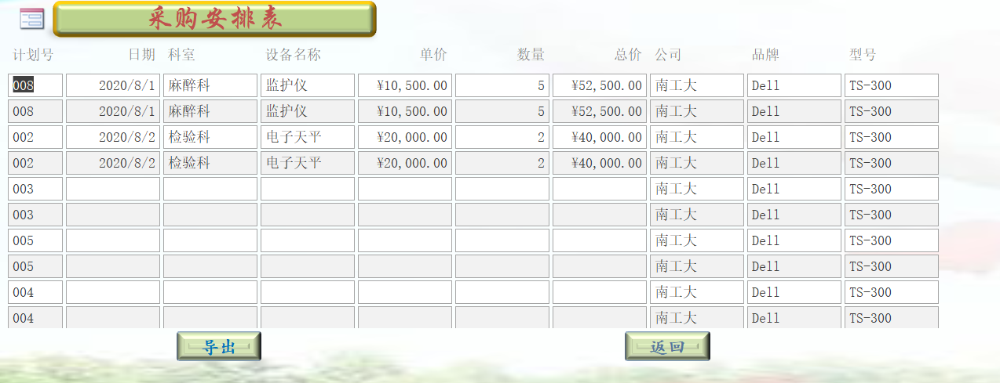 采购安排表
计划号 日期 科室 设备名称 单价 数量 总价 公司 品牌 型号
008 2020/8/1 麻醉科 监护仪 ¥10,500.00 5 ¥52,500.00 南工大 Dell TS-300
008 2020/8/1 麻醉科 监护仪 ¥10,500.00 5 ¥52,500.00 南工大 Dell TS-300
002 2020/8/2 检验科 电子天平 ¥20,000.00 2 ¥40,000.00 南工大 Dell TS-300
002 2020/8/2 检验科 电子天平 ¥20,000.00 2 ¥40,000.00 南工大 Dell TS-300
003 南工大 Dell TS-300
003 南工大 Dell TS-300
005 南工大 Dell TS-300
005 南工大 Dell TS-300
004 南工大 Dell TS-300
004 南工大 Dell TS-300
导出 返回